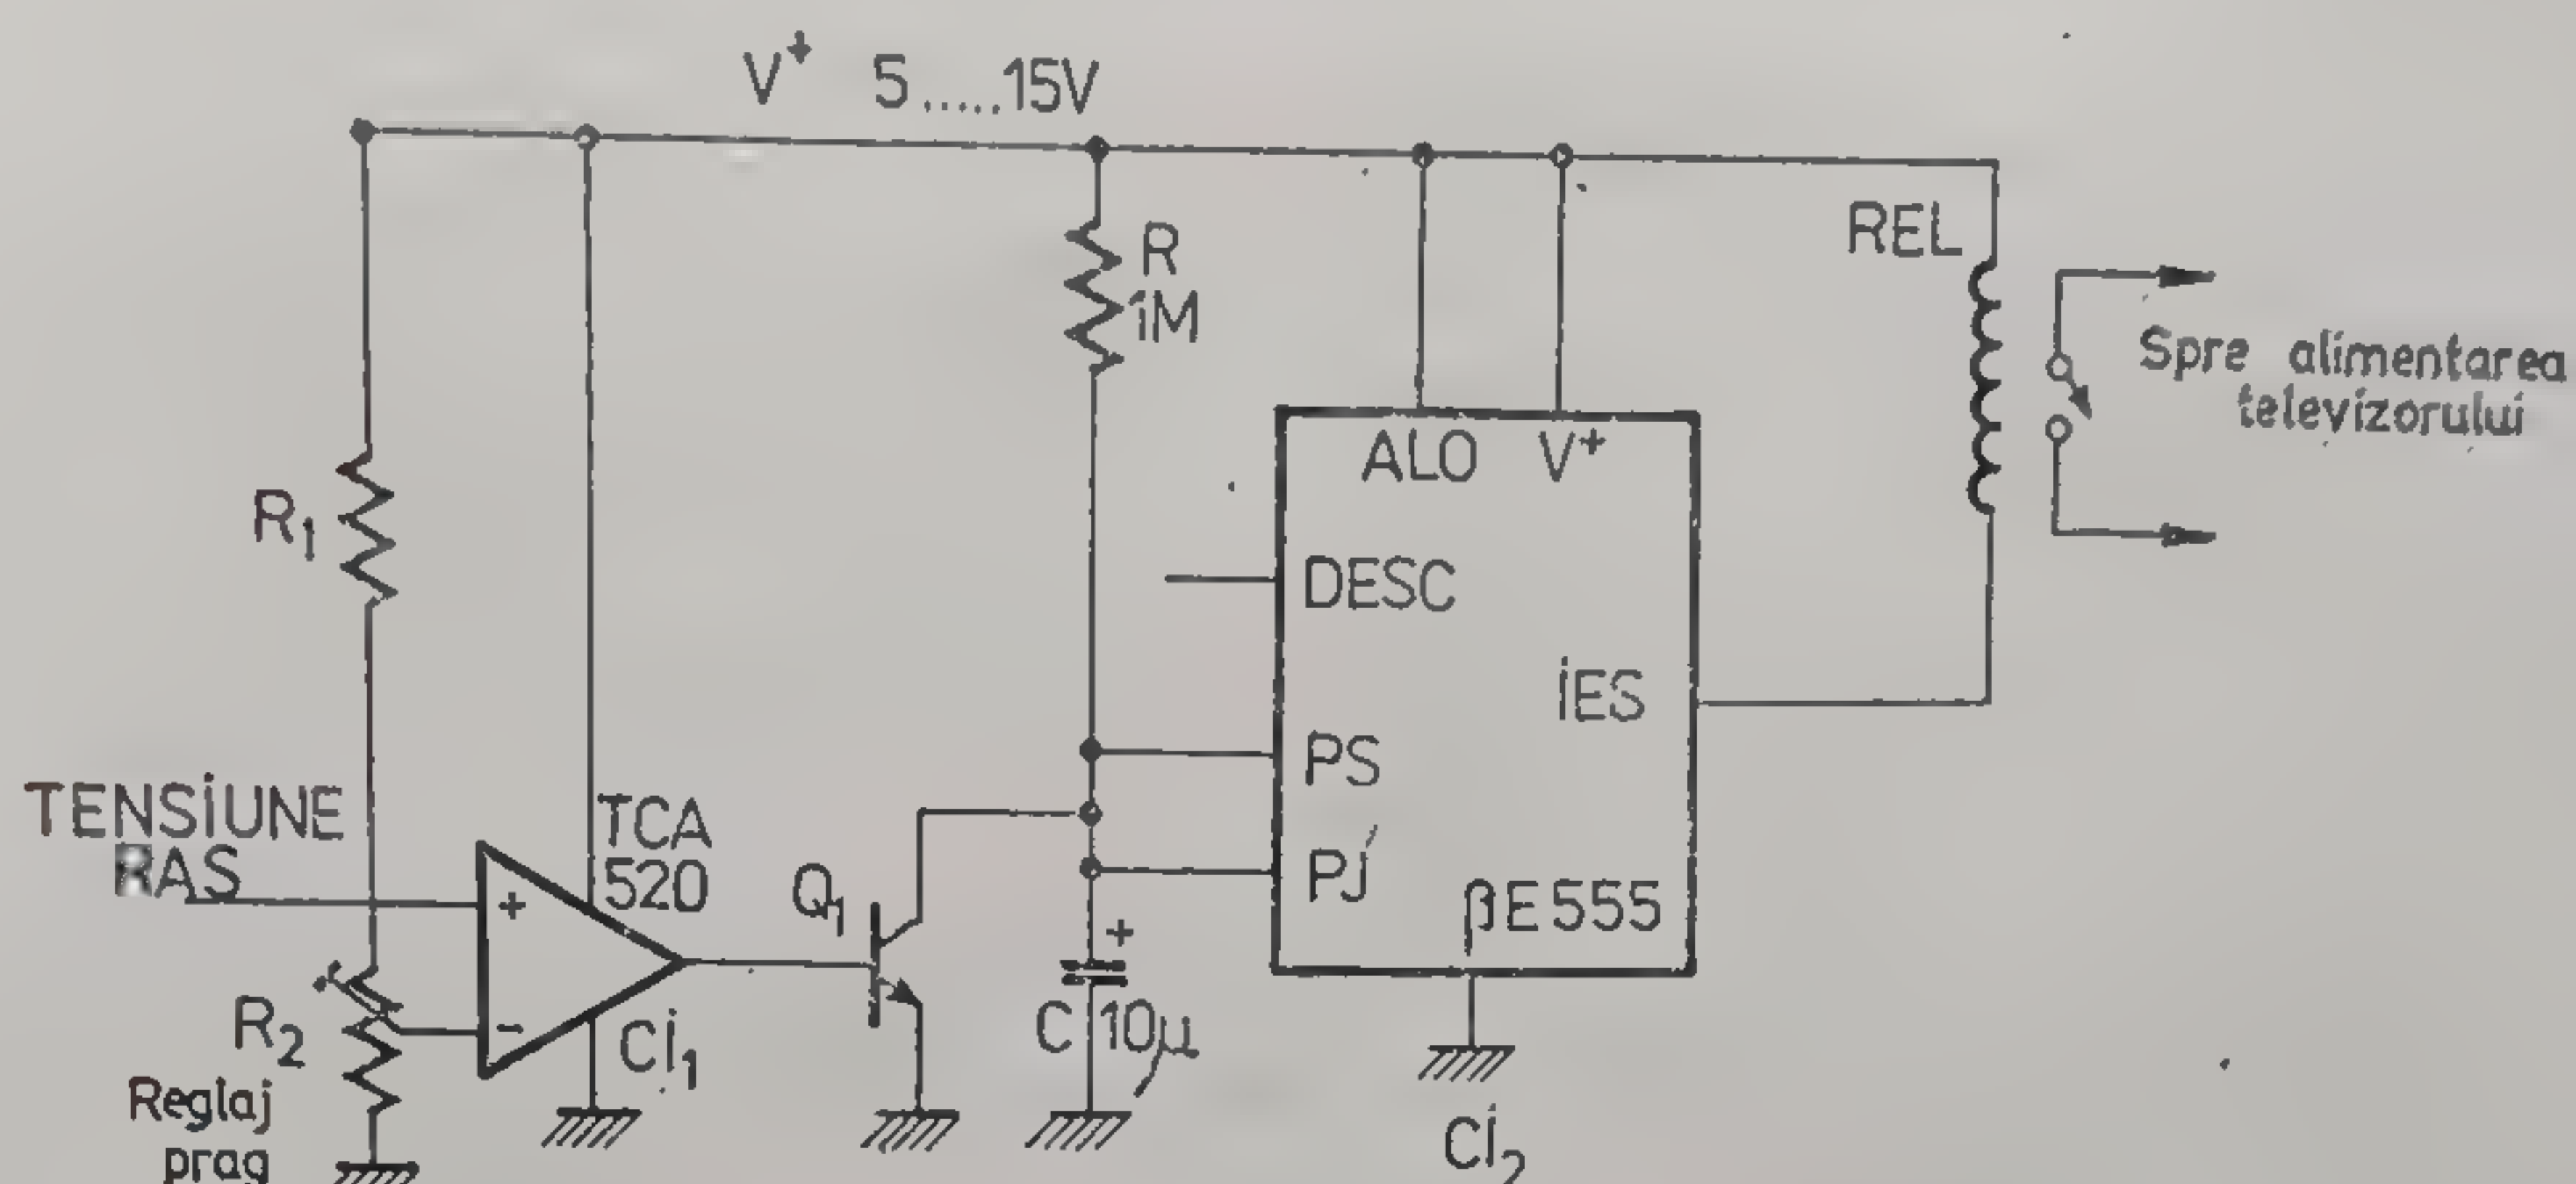 V+ 5.....15V
REL
R
1M
Spre alimentarea
televizorului
ALO V+
R1
DESC
IES
PS
TENSIUNE
RAS
TCA
520
PJ
Q1
βE555
+
+
-
R2
Ci1
C 10μ
Reglaj
prag
Ci2